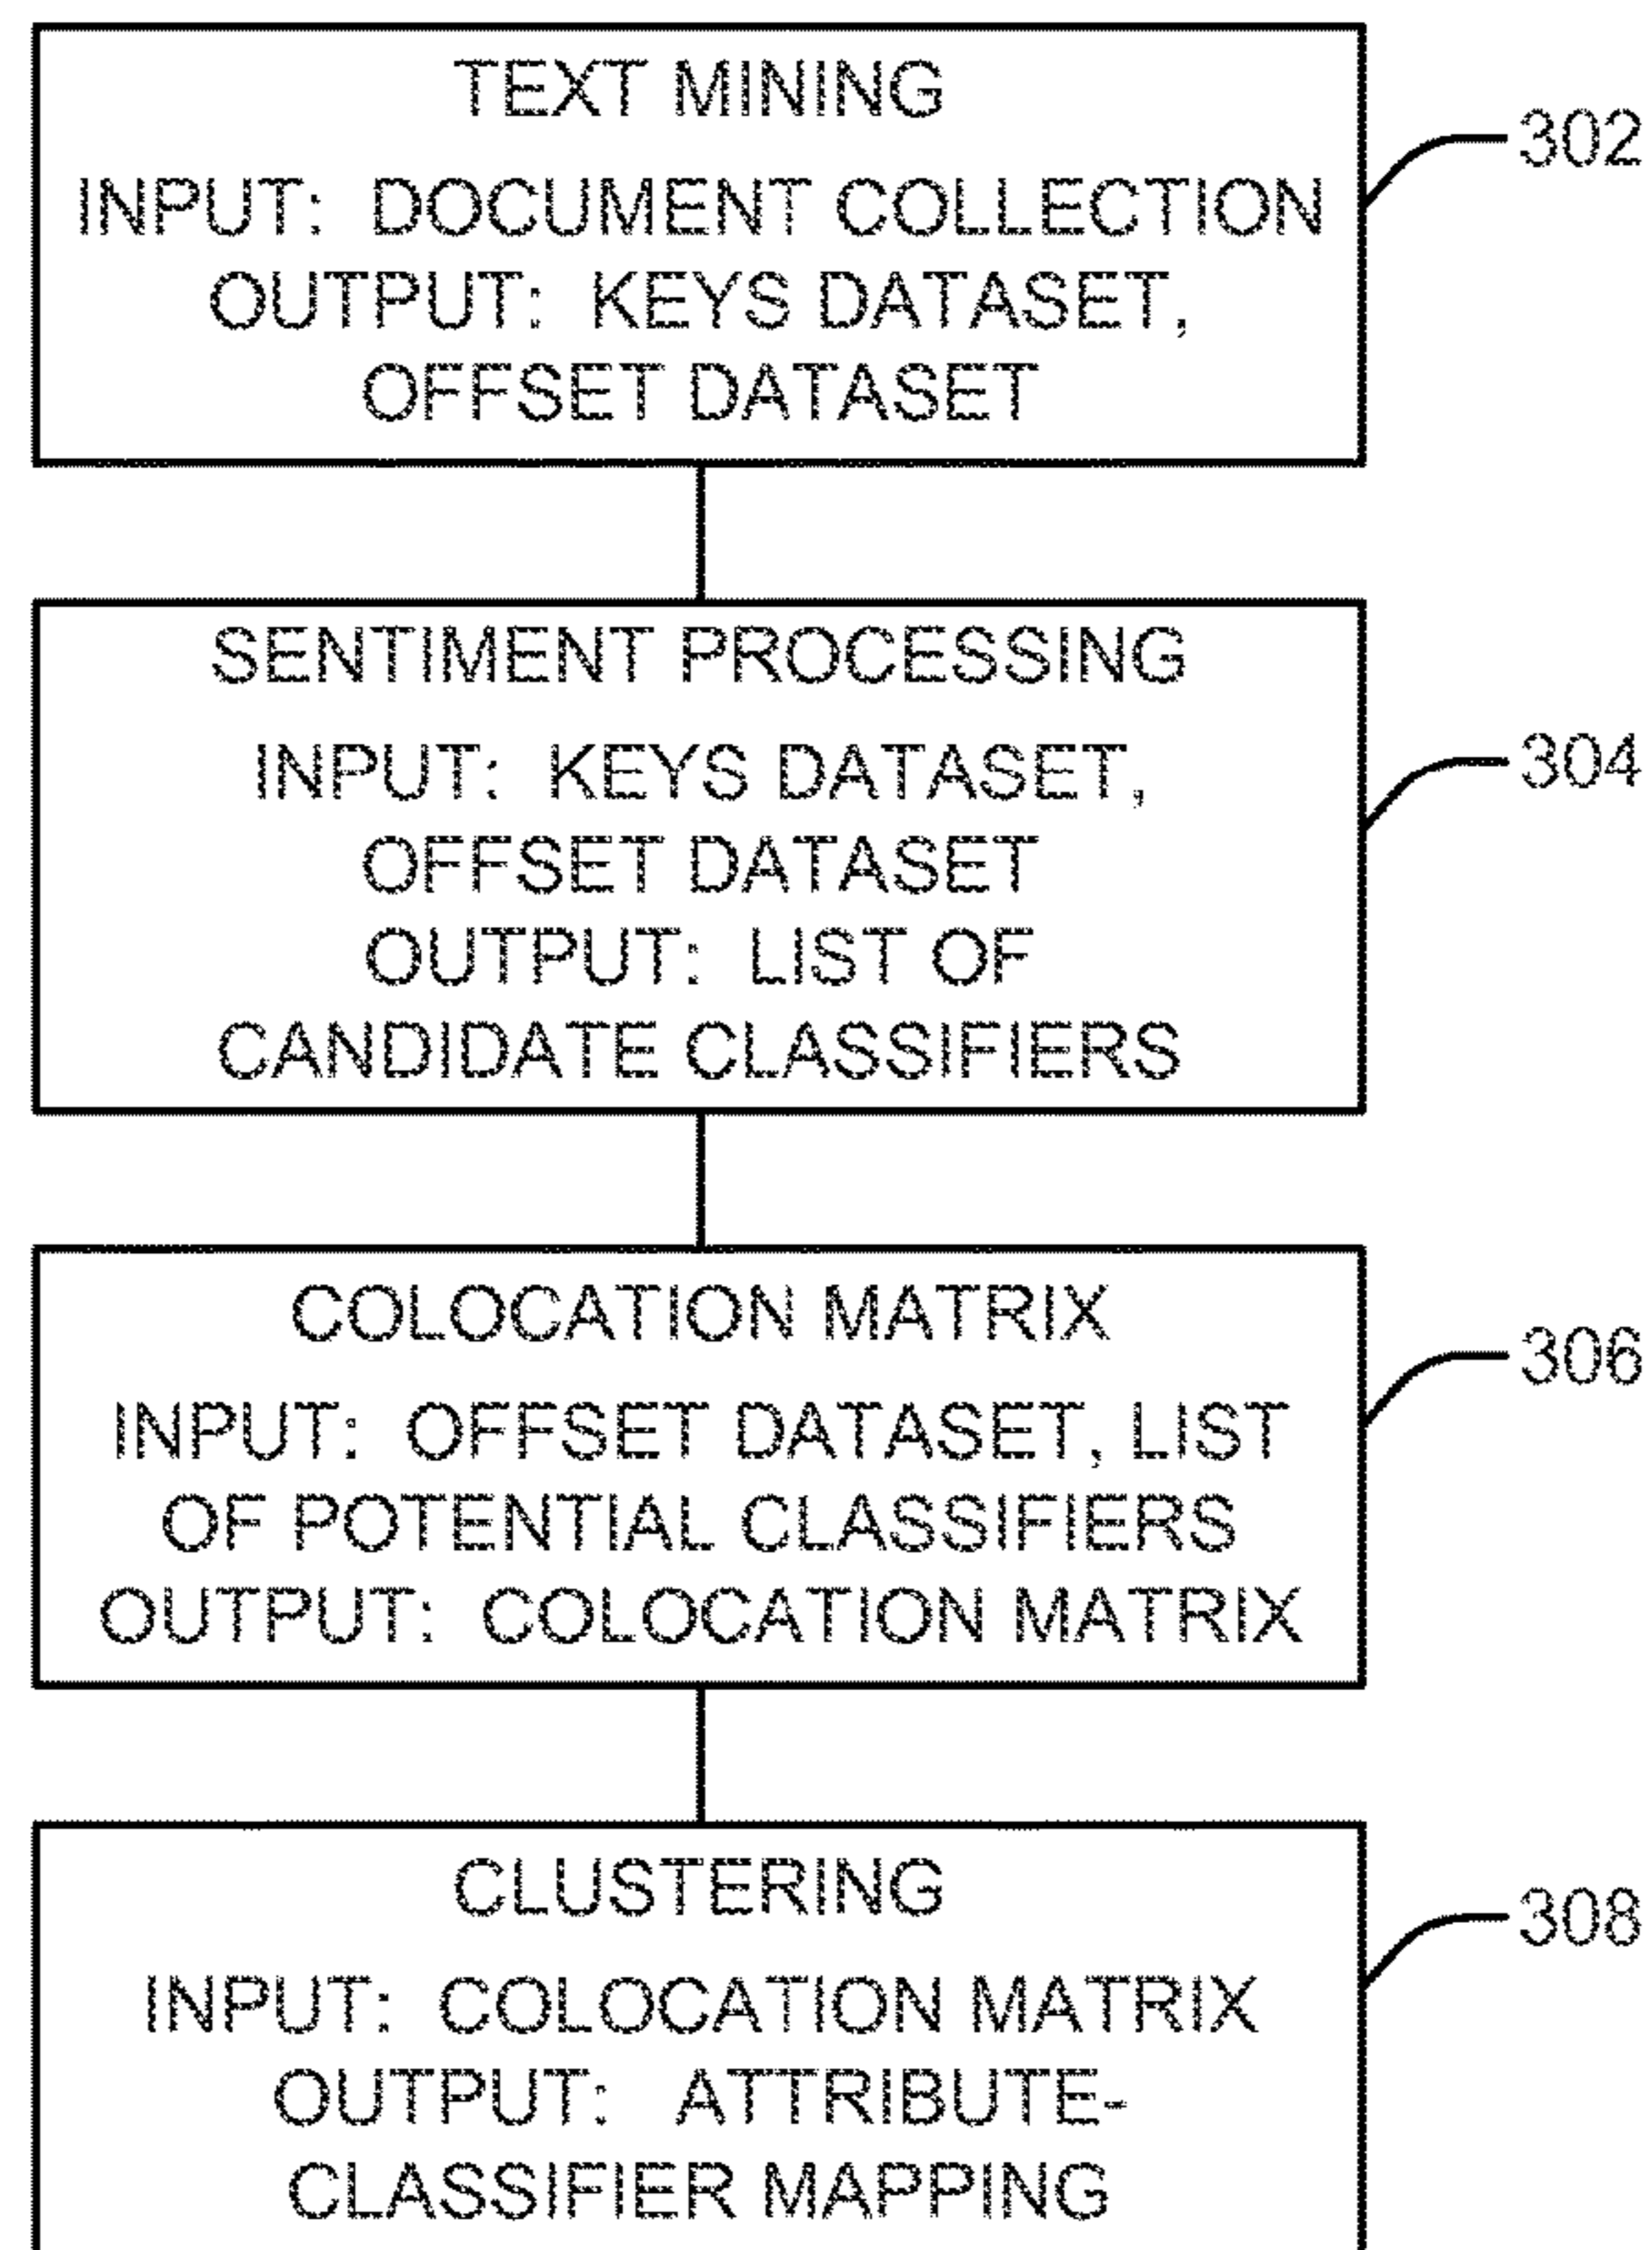 TEXT MINING
INPUT: DOCUMENT COLLECTION
OUTPUT: KEYS DATASET,
OFFSET DATASET
302
SENTIMENT PROCESSING
INPUT: KEYS DATASET,
OFFSET DATASET
OUTPUT: LIST OF
CANDIDATE CLASSIFIERS
304
COLOCATION MATRIX
INPUT: OFFSET DATASET, LIST
OF POTENTIAL CLASSIFIERS
OUTPUT: COLOCATION MATRIX
306
CLUSTERING
INPUT: COLOCATION MATRIX
OUTPUT: ATTRIBUTE-
CLASSIFIER MAPPING
308